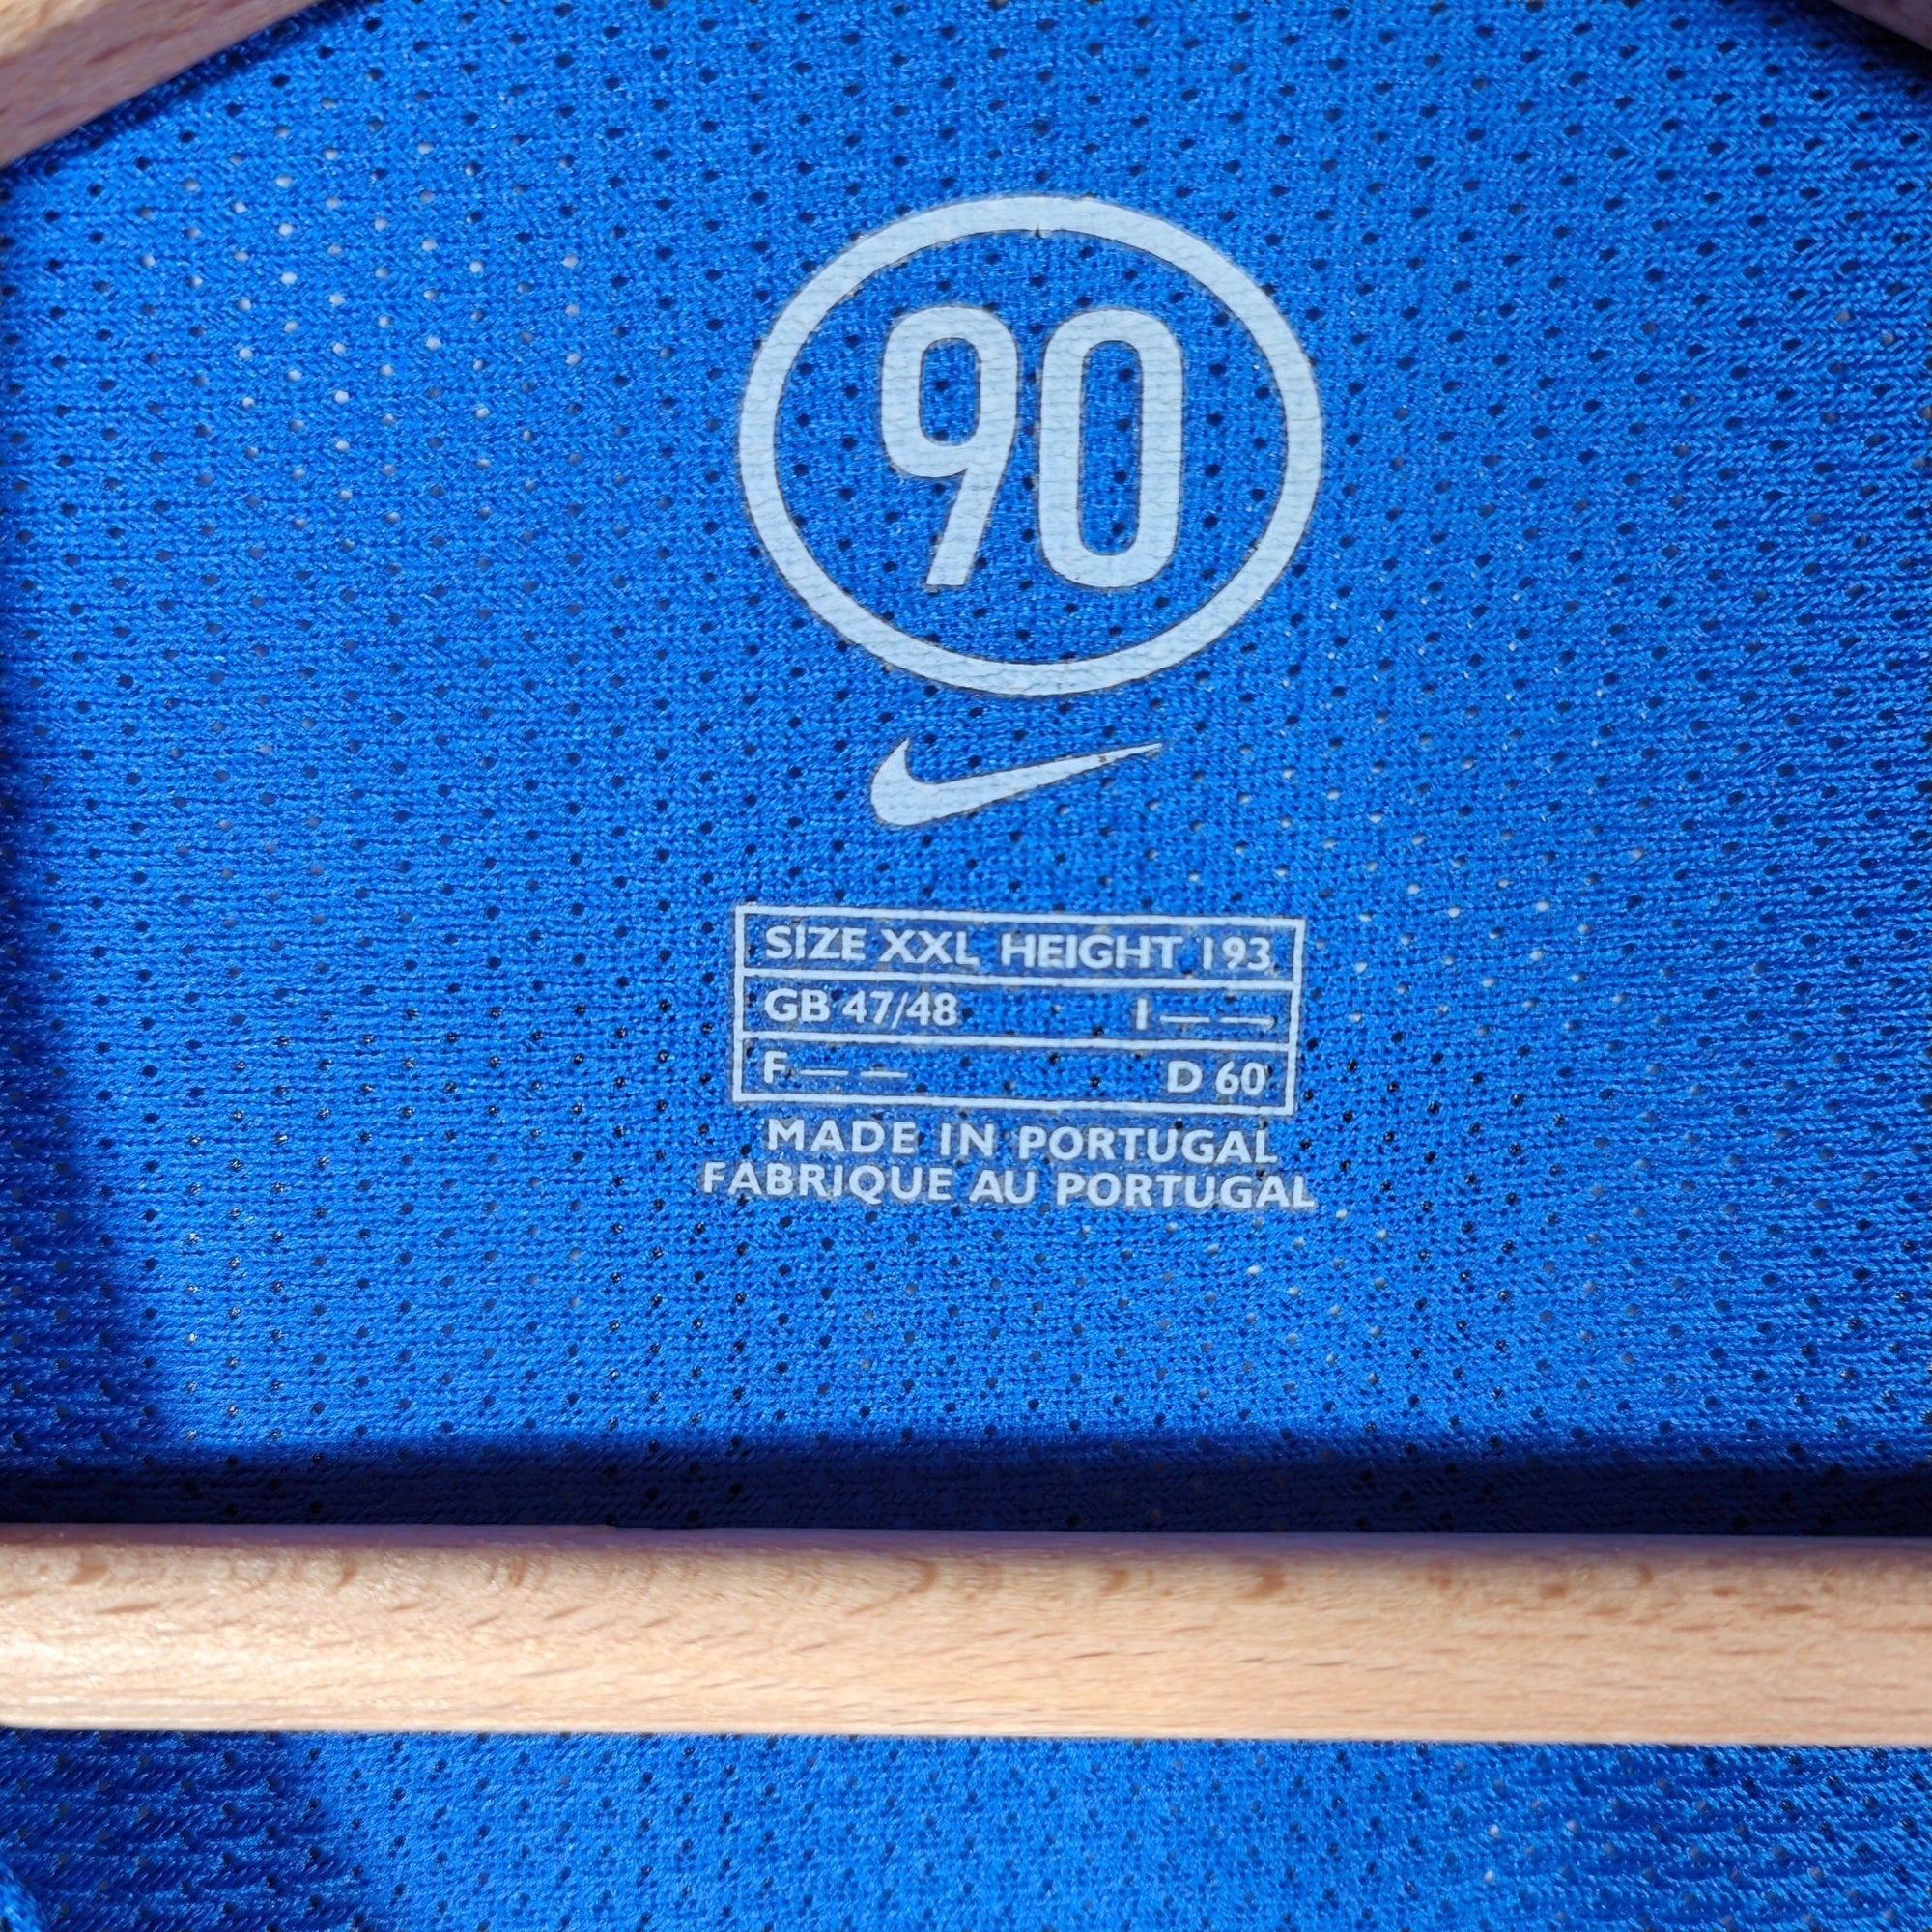 90
SIZE XXL HEIGHT 193
GB 47/48 I — —
F — — D 60
MADE IN PORTUGAL
FABRIQUE AU PORTUGAL